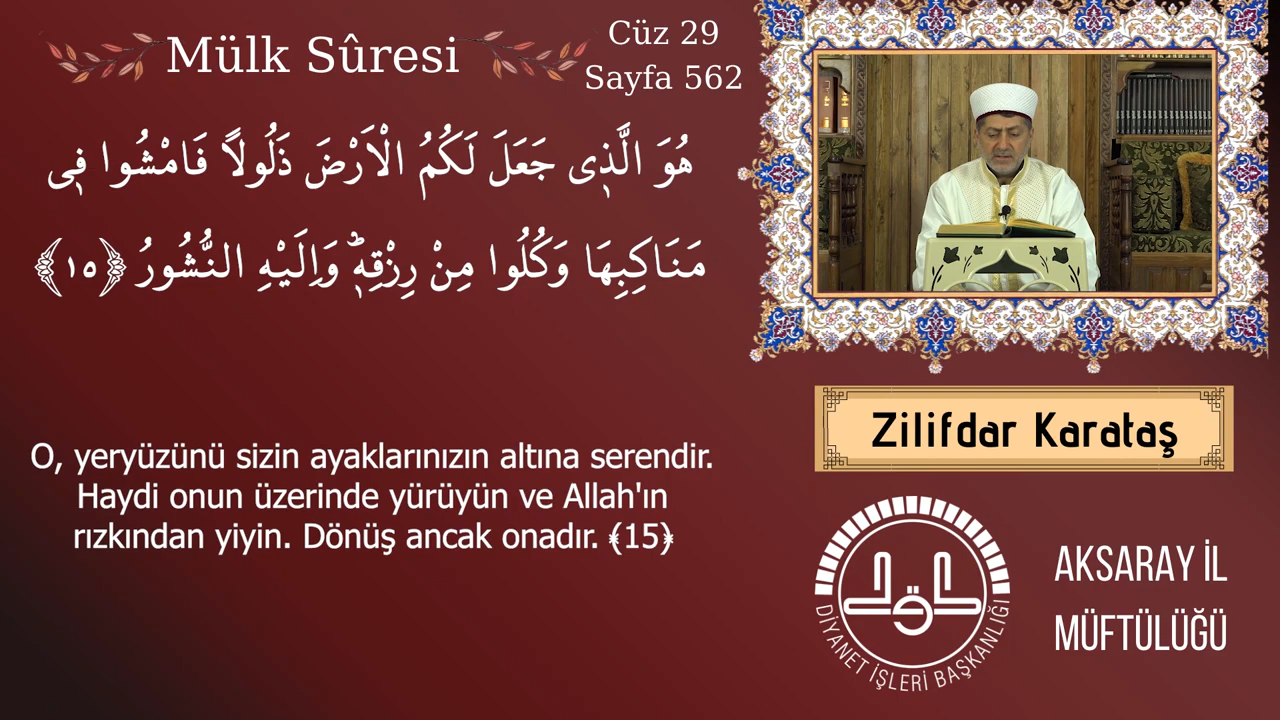 Mülk Sûresi
Cüz 29
Sayfa 562
هُوَ الَّذ۪ى جَعَلَ لَكُمُ الْاَرْضَ ذَلُولاً فَامْشُوا ف۪ى
مَنَاكِبِهَا وَكُلُوا مِنْ رِزْقِه۪ۜ وَاِلَيْهِ النُّشُورُ ﴿١٥﴾
O, yeryüzünü sizin ayaklarınızın altına serendir.
Haydi onun üzerinde yürüyün ve Allah'ın
rızkından yiyin. Dönüş ancak onadır. ﴾15﴿
Zilifdar Karataş
DİYANET İŞLERİ BAŞKANLIĞI
AKSARAY İL
MÜFTÜLÜĞÜ